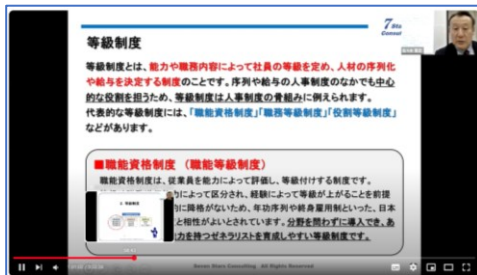 7 Sta
Consul
等級制度
等級制度とは、能力や職務内容によって社員の等級を定め、人材の序列化
や給与を決定する制度のことです。序列や給与の人事制度のなかでも中心
的な役割を担うため、等級制度は人事制度の骨組みに例えられます。
代表的な等級制度には、「職能資格制度」「職務等級制度」「役割等級制度」
などがあります。
■職能資格制度（職能等級制度）
職能資格制度は、従業員を能力によって評価し、等級付けする制度です。
力によって区分され、経験によって等級が上がることを前提
的に降格がないため、年功序列や終身雇用制といった、日本
と相性がよいとされています。分野を問わずに導入でき、あ
力を持つゼネラリストを育成しやすい等級制度です。
Seven Stars Consulting All Rights Reserved